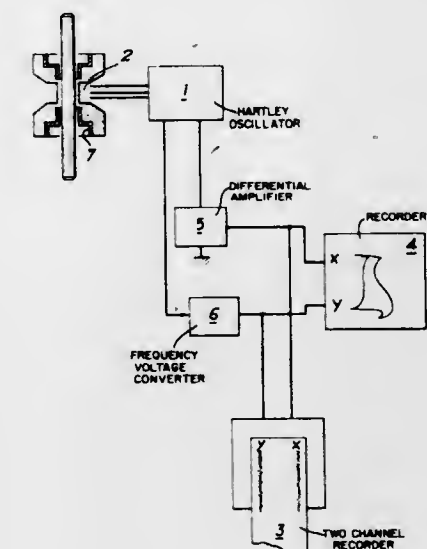 2
1
HARTLEY
OSCILLATOR
7
DIFFERENTIAL
AMPLIFIER
5
RECORDER
4
X
Y
6
FREQUENCY
VOLTAGE
CONVERTER
Y X
3
TWO CHANNEL
RECORDER